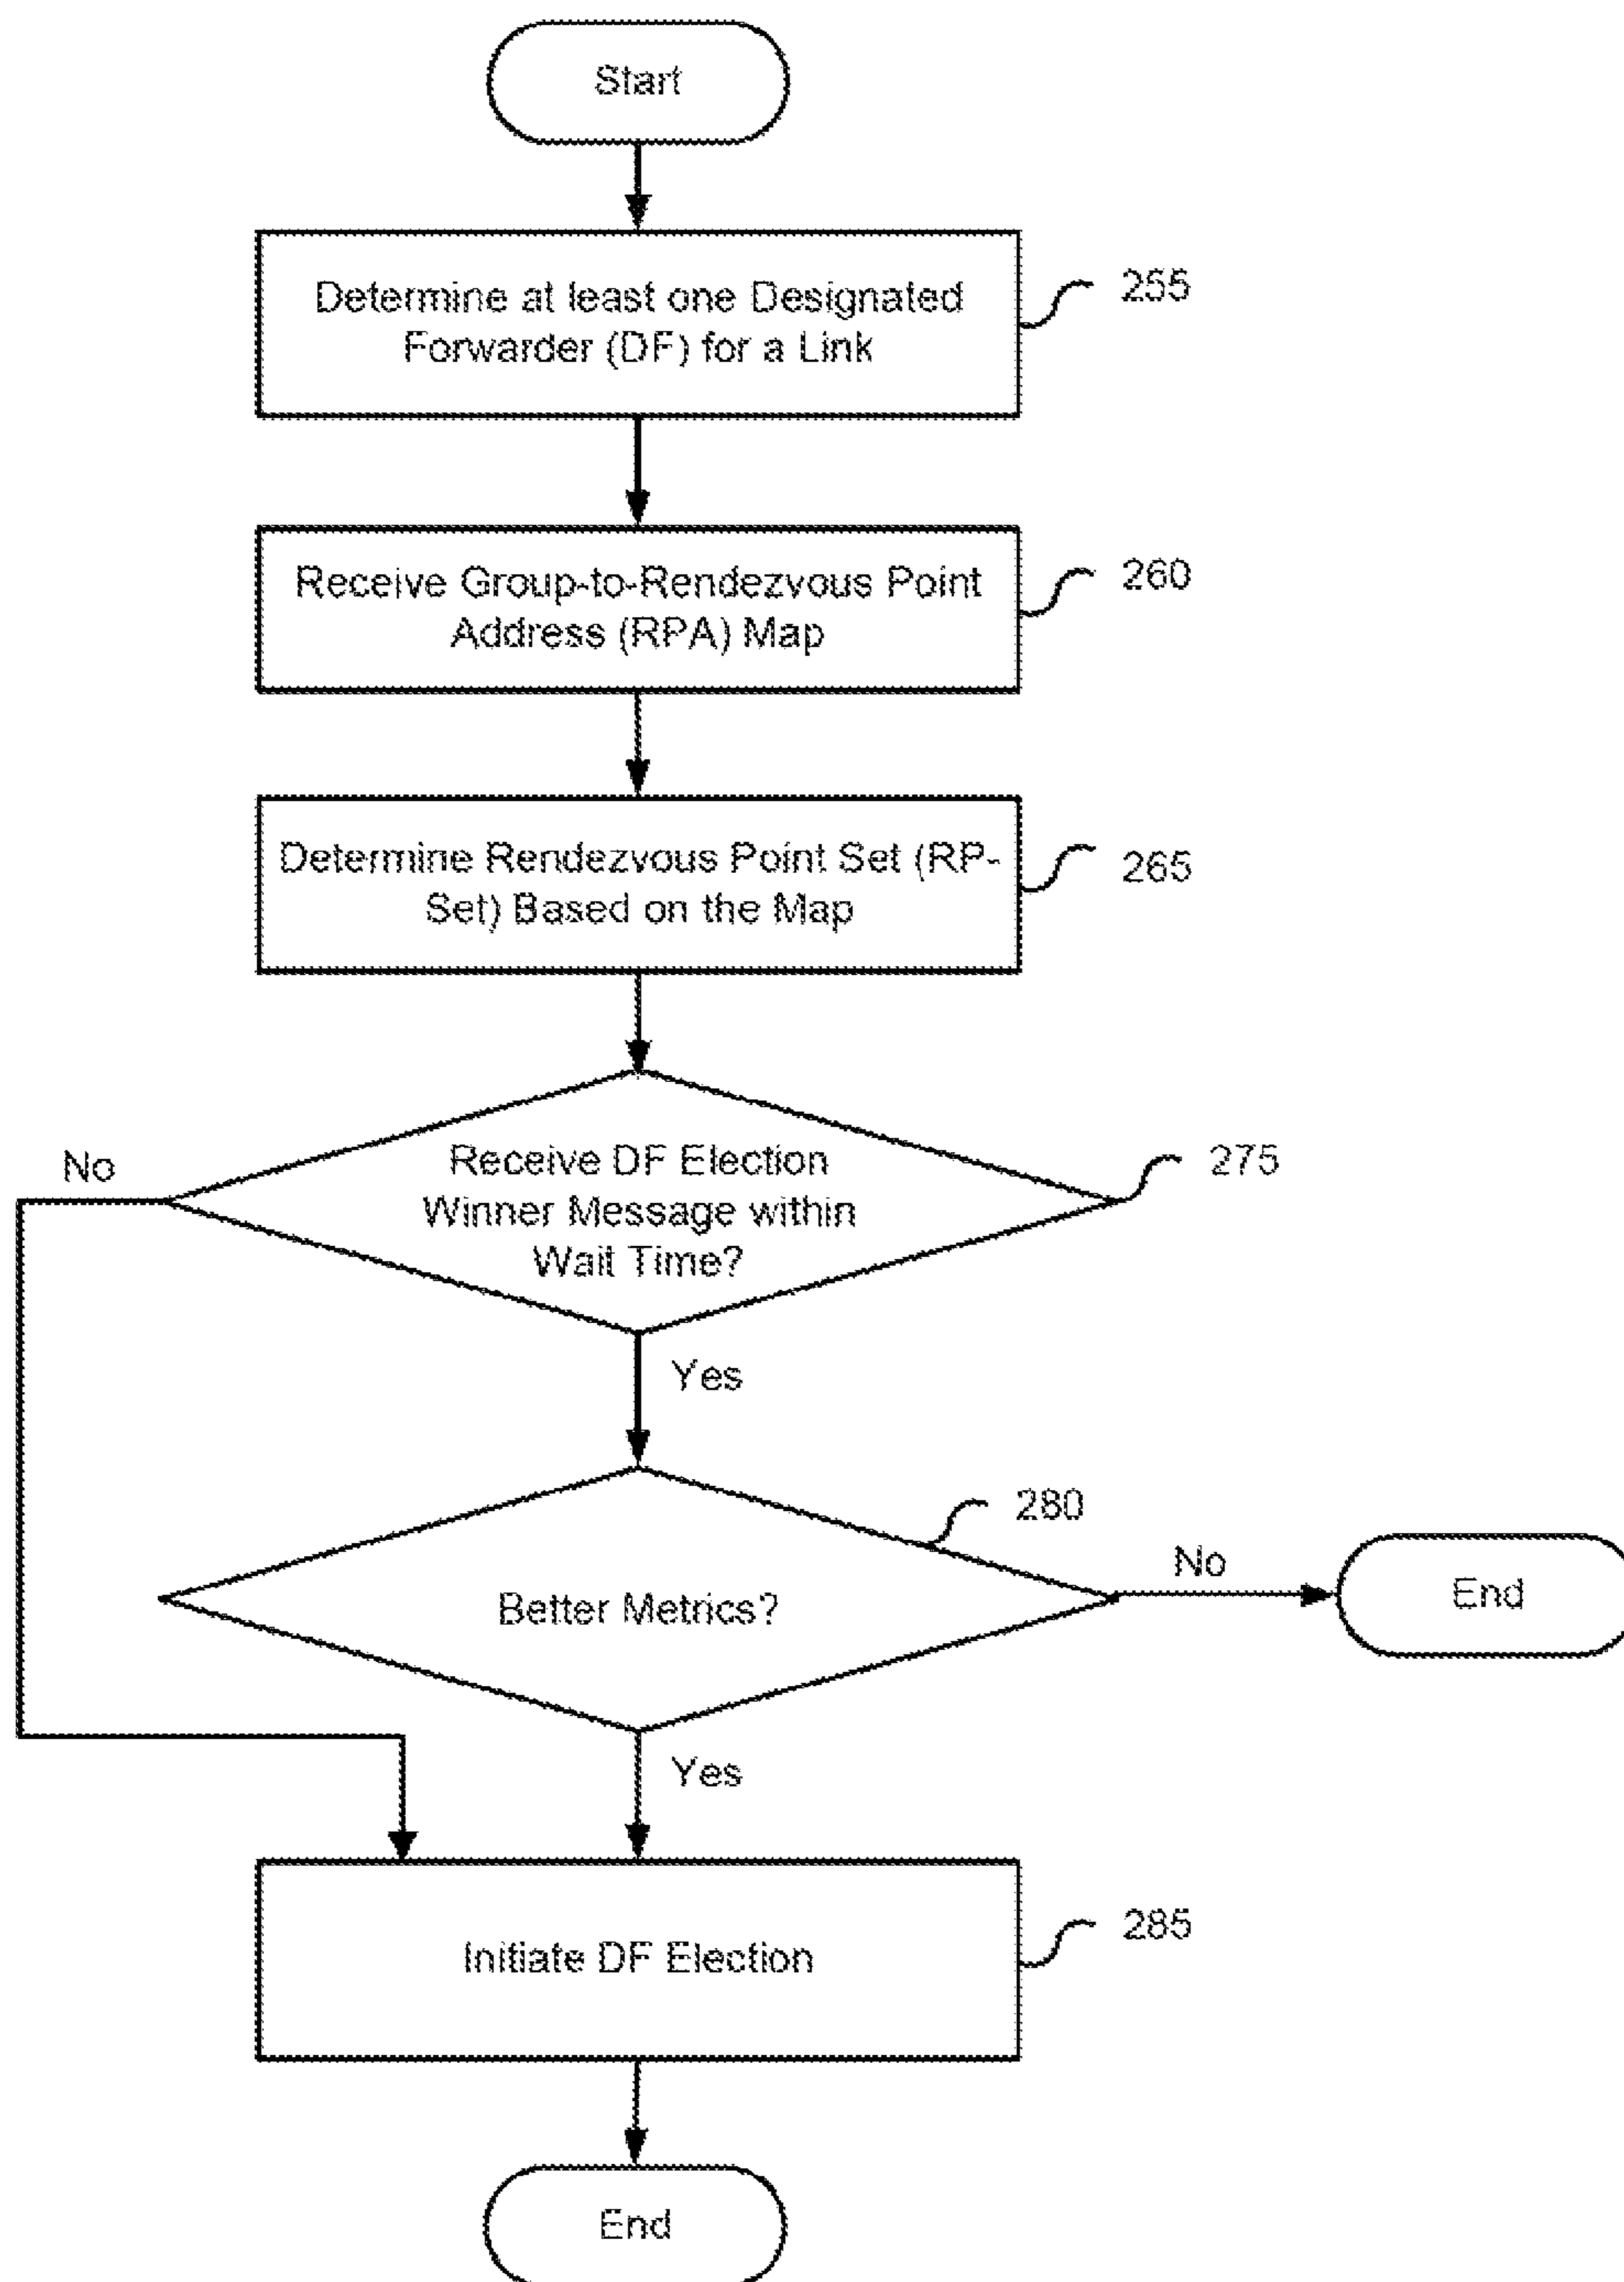 Start
Determine at least one Designated
Forwarder (DF) for a Link
255
Receive Group-to-Rendezvous Point
Address (RPA) Map
260
Determine Rendezvous Point Set (RP-
Set) Based on the Map
265
No
Receive DF Election
Winner Message within
Wait Time?
275
Yes
280
Better Metrics?
No
End
Yes
Initiate DF Election
285
End